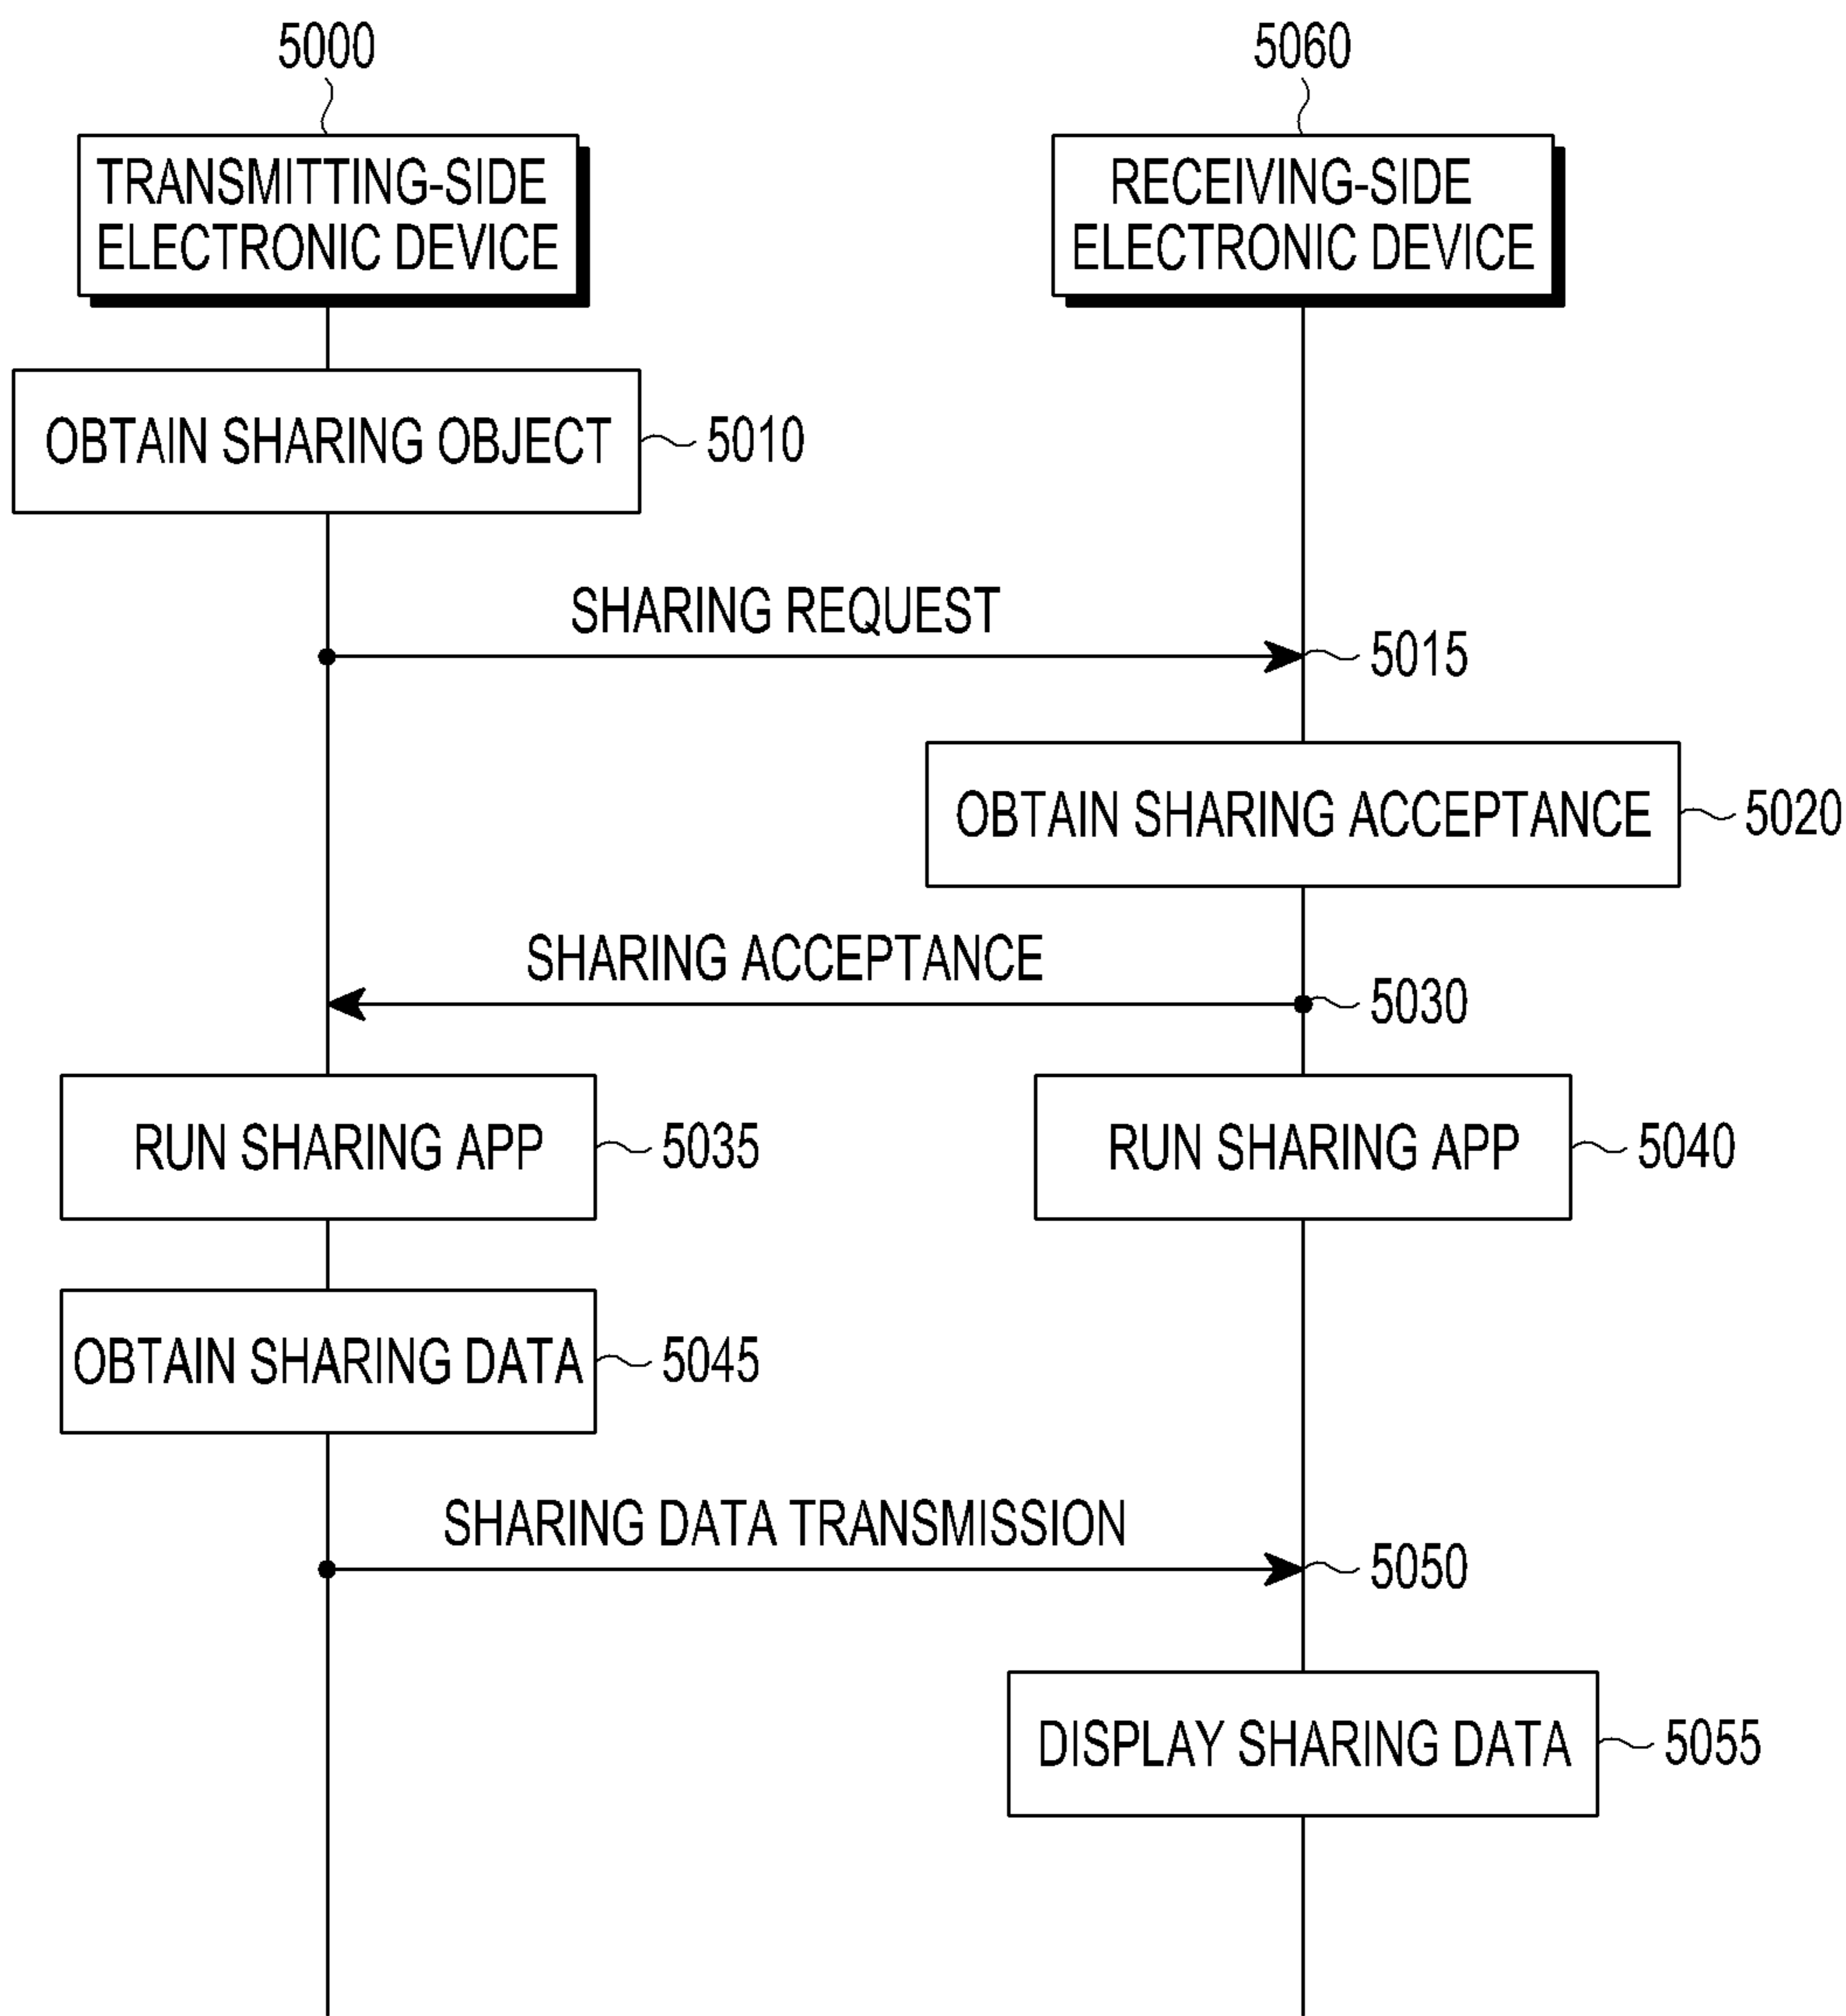 5000
5060
TRANSMITTING-SIDE
ELECTRONIC DEVICE
RECEIVING-SIDE
ELECTRONIC DEVICE
OBTAIN SHARING OBJECT
5010
SHARING REQUEST
5015
OBTAIN SHARING ACCEPTANCE
5020
SHARING ACCEPTANCE
5030
RUN SHARING APP
5035
RUN SHARING APP
5040
OBTAIN SHARING DATA
5045
SHARING DATA TRANSMISSION
5050
DISPLAY SHARING DATA
5055